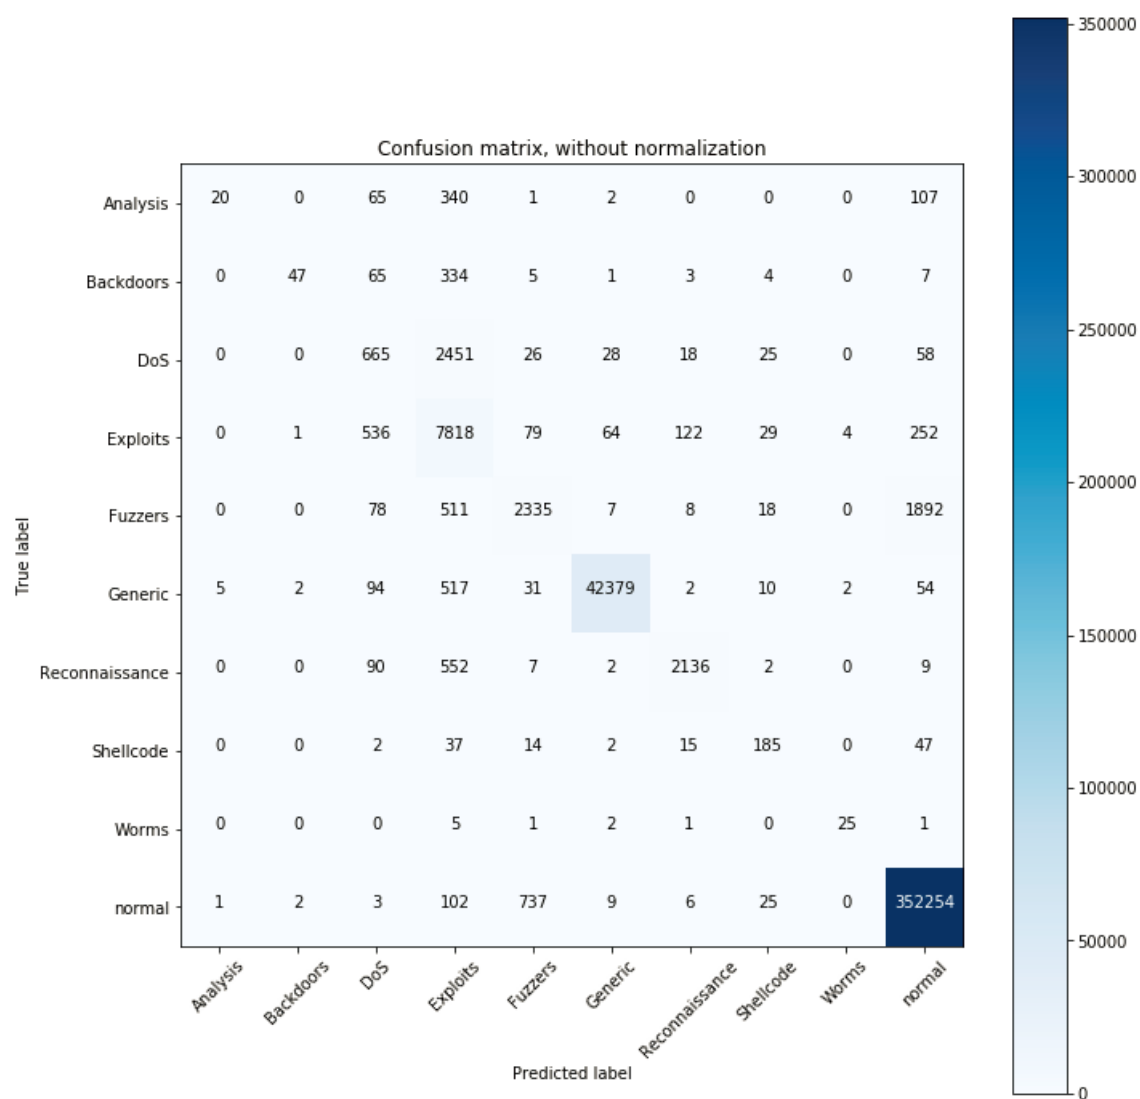 Confusion matrix, without normalization
Analysis 20 0 65 340 1 2 0 0 0 107
Backdoors 0 47 65 334 5 1 3 4 0 7
DoS 0 0 665 2451 26 28 18 25 0 58
Exploits 0 1 536 7818 79 64 122 29 4 252
Fuzzers 0 0 78 511 2335 7 8 18 0 1892
Generic 5 2 94 517 31 42379 2 10 2 54
Reconnaissance 0 0 90 552 7 2 2136 2 0 9
Shellcode 0 0 2 37 14 2 15 185 0 47
Worms 0 0 0 5 1 2 1 0 25 1
normal 1 2 3 102 737 9 6 25 0 352254
True label
Analysis Backdoors DoS Exploits Fuzzers Generic Reconnaissance Shellcode Worms normal
Predicted label
350000
300000
250000
200000
150000
100000
50000
0